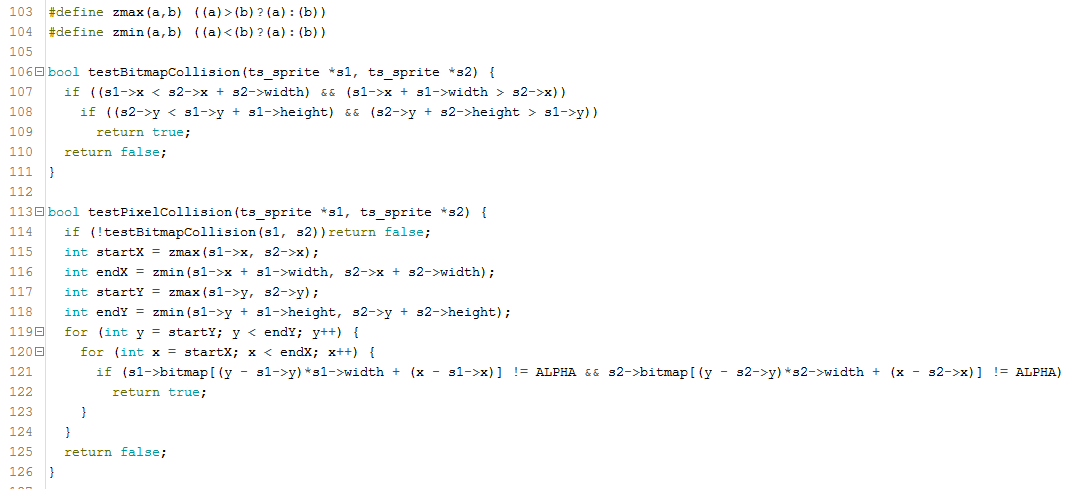 103 #define zmax(a,b) ((a)>(b)?(a):(b))
104 #define zmin(a,b) ((a)<(b)?(a):(b))
105
106 bool testBitmapCollision(ts_sprite *s1, ts_sprite *s2) {
107   if ((s1->x < s2->x + s2->width) && (s1->x + s1->width > s2->x))
108     if ((s2->y < s1->y + s1->height) && (s2->y + s2->height > s1->y))
109       return true;
110   return false;
111 }
112
113 bool testPixelCollision(ts_sprite *s1, ts_sprite *s2) {
114   if (!testBitmapCollision(s1, s2))return false;
115   int startX = zmax(s1->x, s2->x);
116   int endX = zmin(s1->x + s1->width, s2->x + s2->width);
117   int startY = zmax(s1->y, s2->y);
118   int endY = zmin(s1->y + s1->height, s2->y + s2->height);
119   for (int y = startY; y < endY; y++) {
120     for (int x = startX; x < endX; x++) {
121       if (s1->bitmap[(y - s1->y)*s1->width + (x - s1->x)] != ALPHA && s2->bitmap[(y - s2->y)*s2->width + (x - s2->x)] != ALPHA)
122         return true;
123     }
124   }
125   return false;
126 }